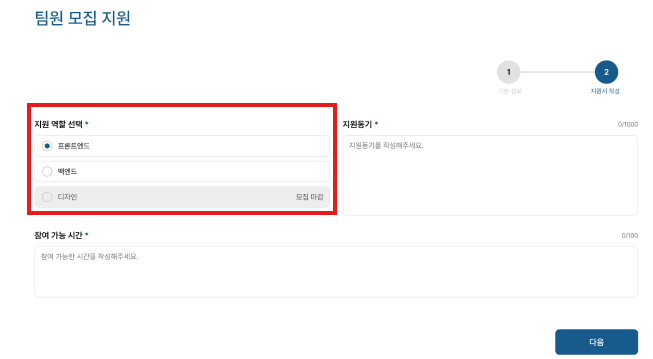 팀원 모집 지원
1
2
기본 정보
지원서 작성
지원 역할 선택 *
프론트엔드
백엔드
디자인
모집 마감
지원동기 *
0/1000
지원동기를 작성해주세요.
참여 가능 시간 *
0/100
참여 가능한 시간을 작성해주세요.
다음